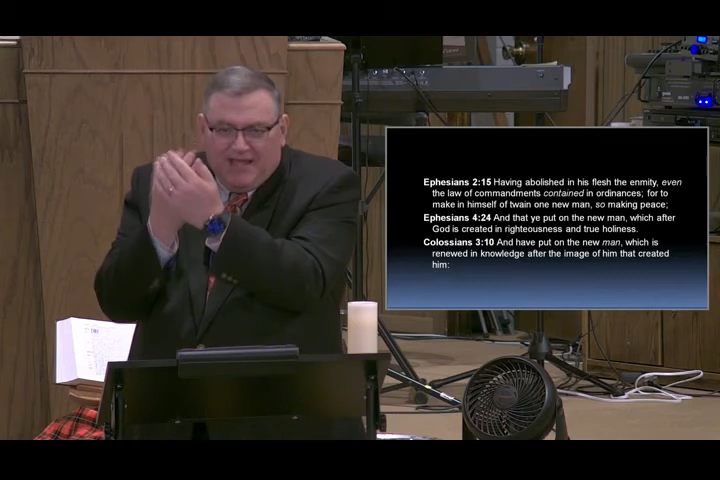 Ephesians 2:15 Having abolished in his flesh the enmity, even
the law of commandments contained in ordinances; for to
make in himself of twain one new man, so making peace;
Ephesians 4:24 And that ye put on the new man, which after
God is created in righteousness and true holiness.
Colossians 3:10 And have put on the new man, which is
renewed in knowledge after the image of him that created
him: